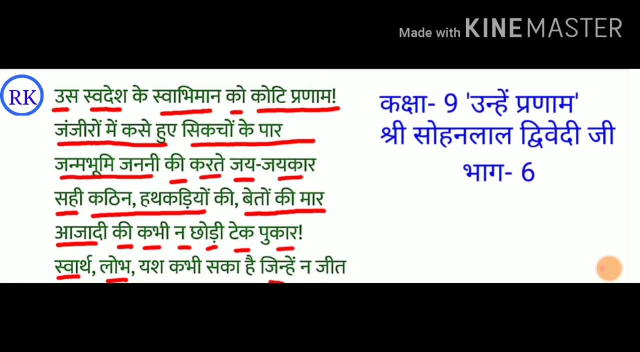 Made with KINEMASTER
RK
उस स्वदेश के स्वाभिमान को कोटि प्रणाम!
जंजीरों में कसे हुए सिकचों के पार
जन्मभूमि जननी की करते जय-जयकार
सही कठिन, हथकड़ियों की, बेतों की मार
आजादी की कभी न छोड़ी टेक पुकार!
स्वार्थ, लोभ, यश कभी सका है जिन्हें न जीत
कक्षा- 9 'उन्हें प्रणाम'
श्री सोहनलाल द्विवेदी जी
भाग- 6